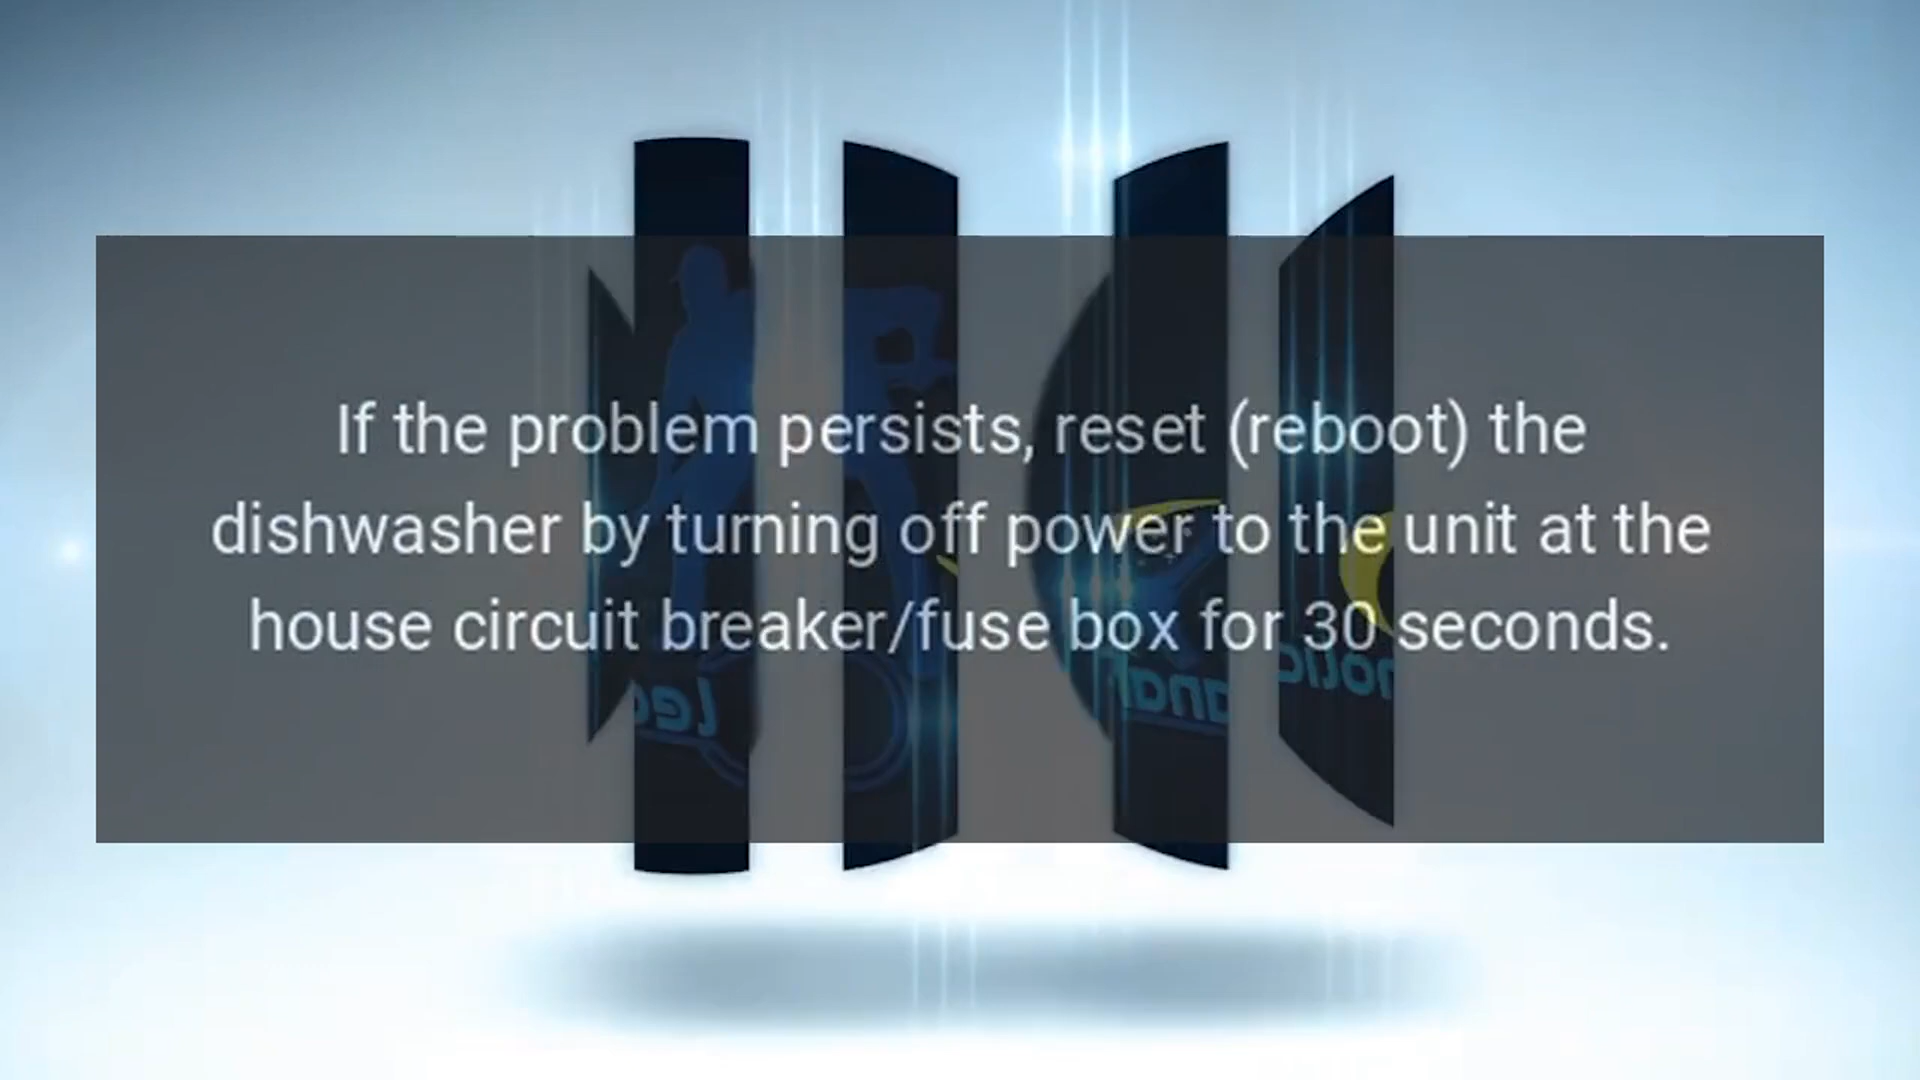 If the problem persists, reset (reboot) the
dishwasher by turning off power to the unit at the
house circuit breaker/fuse box for 30 seconds.